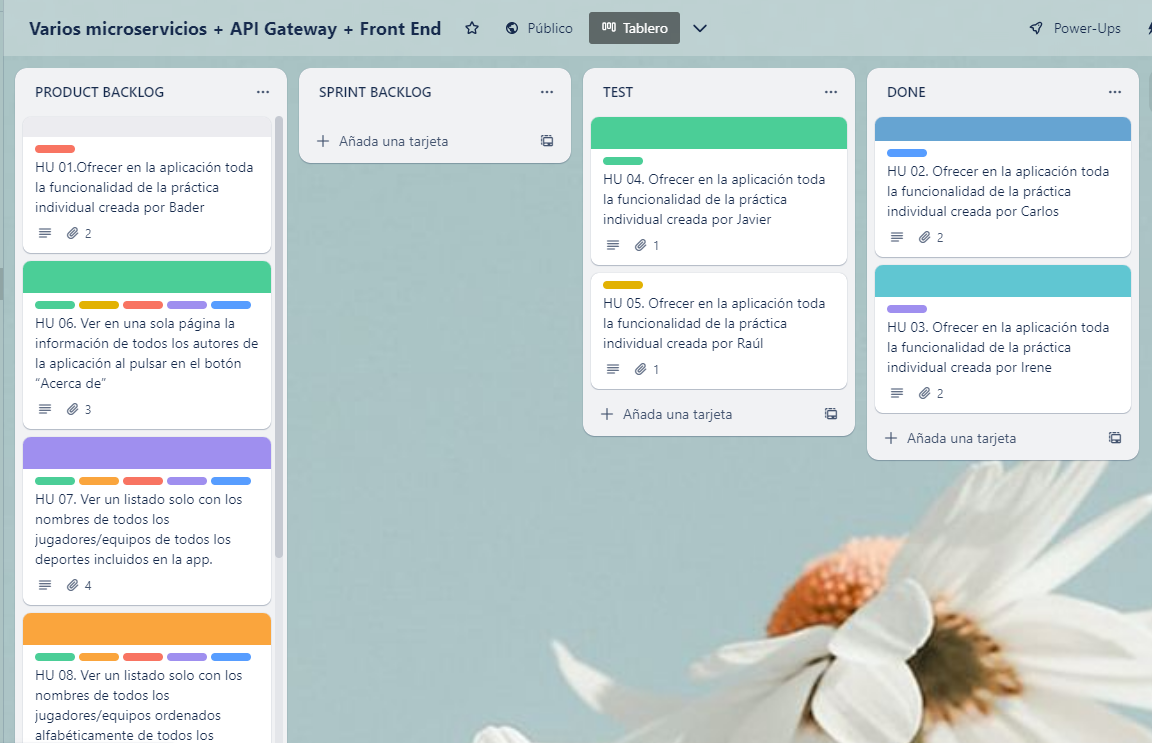 Varios microservicios + API Gateway + Front End
Público
Tablero
Power-Ups
PRODUCT BACKLOG
HU 01.Ofrecer en la aplicación toda
la funcionalidad de la práctica
individual creada por Bader
2
HU 06. Ver en una sola página la
información de todos los autores de
la aplicación al pulsar en el botón
“Acerca de”
3
HU 07. Ver un listado solo con los
nombres de todos los
jugadores/equipos de todos los
deportes incluidos en la app.
4
HU 08. Ver un listado solo con los
nombres de todos los
jugadores/equipos ordenados
alfabéticamente de todos los
SPRINT BACKLOG
Añada una tarjeta
TEST
HU 04. Ofrecer en la aplicación toda
la funcionalidad de la práctica
individual creada por Javier
1
HU 05. Ofrecer en la aplicación toda
la funcionalidad de la práctica
individual creada por Raúl
1
Añada una tarjeta
DONE
HU 02. Ofrecer en la aplicación toda
la funcionalidad de la práctica
individual creada por Carlos
2
HU 03. Ofrecer en la aplicación toda
la funcionalidad de la práctica
individual creada por Irene
2
Añada una tarjeta